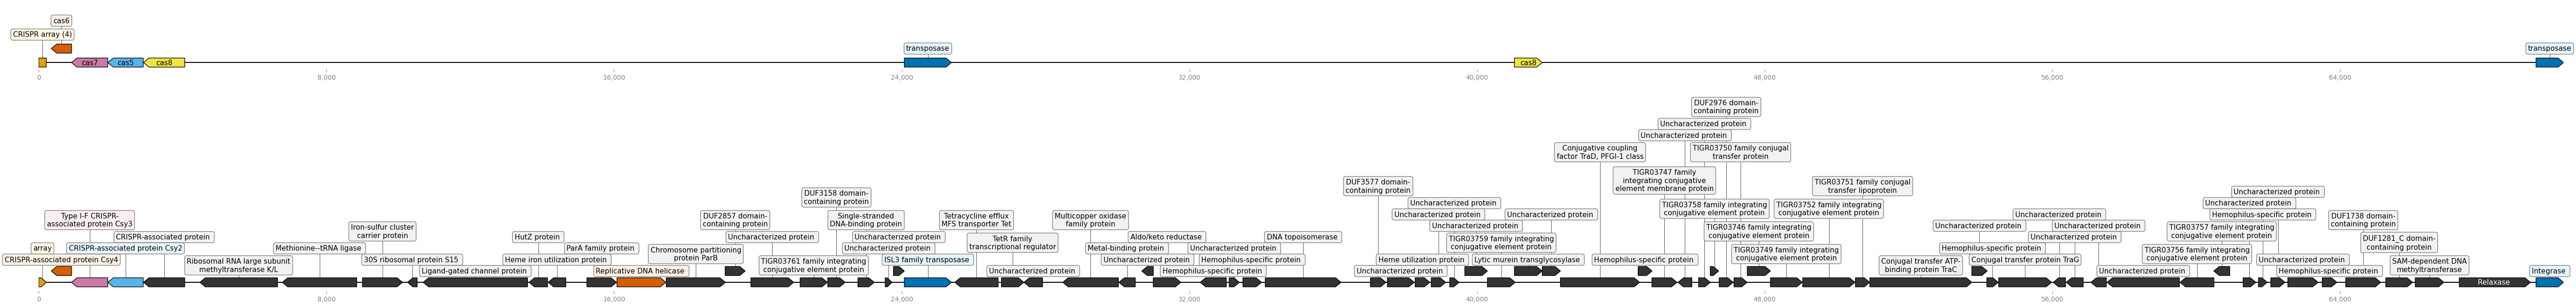 cas6
CRISPR array (4)
cas7
cas5
cas8
transposase
cas8
transposase
0
8,000
16,000
24,000
32,000
40,000
48,000
56,000
64,000
DUF2976 domain-
containing protein
Uncharacterized protein
Uncharacterized protein
Conjugative coupling
factor TraD, PFGI-1 class
TIGR03750 family conjugal
transfer protein
TIGR03747 family
integrating conjugative
element membrane protein
DUF3577 domain-
containing protein
TIGR03751 family conjugal
transfer lipoprotein
DUF3158 domain-
containing protein
Uncharacterized protein
Uncharacterized protein
Uncharacterized protein
TIGR03758 family integrating
conjugative element protein
TIGR03752 family integrating
conjugative element protein
Uncharacterized protein
Type I-F CRISPR-
associated protein Csy3
DUF2857 domain-
containing protein
Single-stranded
DNA-binding protein
Tetracycline efflux
MFS transporter Tet
Multicopper oxidase
family protein
Uncharacterized protein
Uncharacterized protein
Uncharacterized protein
Hemophilus-specific protein
DUF1738 domain-
containing protein
Iron-sulfur cluster
carrier protein
Uncharacterized protein
TIGR03746 family integrating
conjugative element protein
Uncharacterized protein
Uncharacterized protein
TIGR03757 family integrating
conjugative element protein
CRISPR-associated protein
HutZ protein
Uncharacterized protein
Uncharacterized protein
TetR family
transcriptional regulator
Aldo/keto reductase
DNA topoisomerase
TIGR03759 family integrating
conjugative element protein
Uncharacterized protein
DUF1281_C domain-
containing protein
array
CRISPR-associated protein Csy2
Methionine--tRNA ligase
ParA family protein
Chromosome partitioning
protein ParB
Uncharacterized protein
Metal-binding protein
Uncharacterized protein
TIGR03749 family integrating
conjugative element protein
Hemophilus-specific protein
TIGR03756 family integrating
conjugative element protein
CRISPR-associated protein Csy4
Ribosomal RNA large subunit
methyltransferase K/L
30S ribosomal protein S15
Heme iron utilization protein
TIGR03761 family integrating
conjugative element protein
ISL3 family transposase
Uncharacterized protein
Hemophilus-specific protein
Heme utilization protein
Lytic murein transglycosylase
Hemophilus-specific protein
Conjugal transfer ATP-
binding protein TraC
Conjugal transfer protein TraG
Uncharacterized protein
SAM-dependent DNA
methyltransferase
Ligand-gated channel protein
Replicative DNA helicase
Uncharacterized protein
Hemophilus-specific protein
Uncharacterized protein
Uncharacterized protein
Hemophilus-specific protein
Integrase
Relaxase
0
8,000
16,000
24,000
32,000
40,000
48,000
56,000
64,000